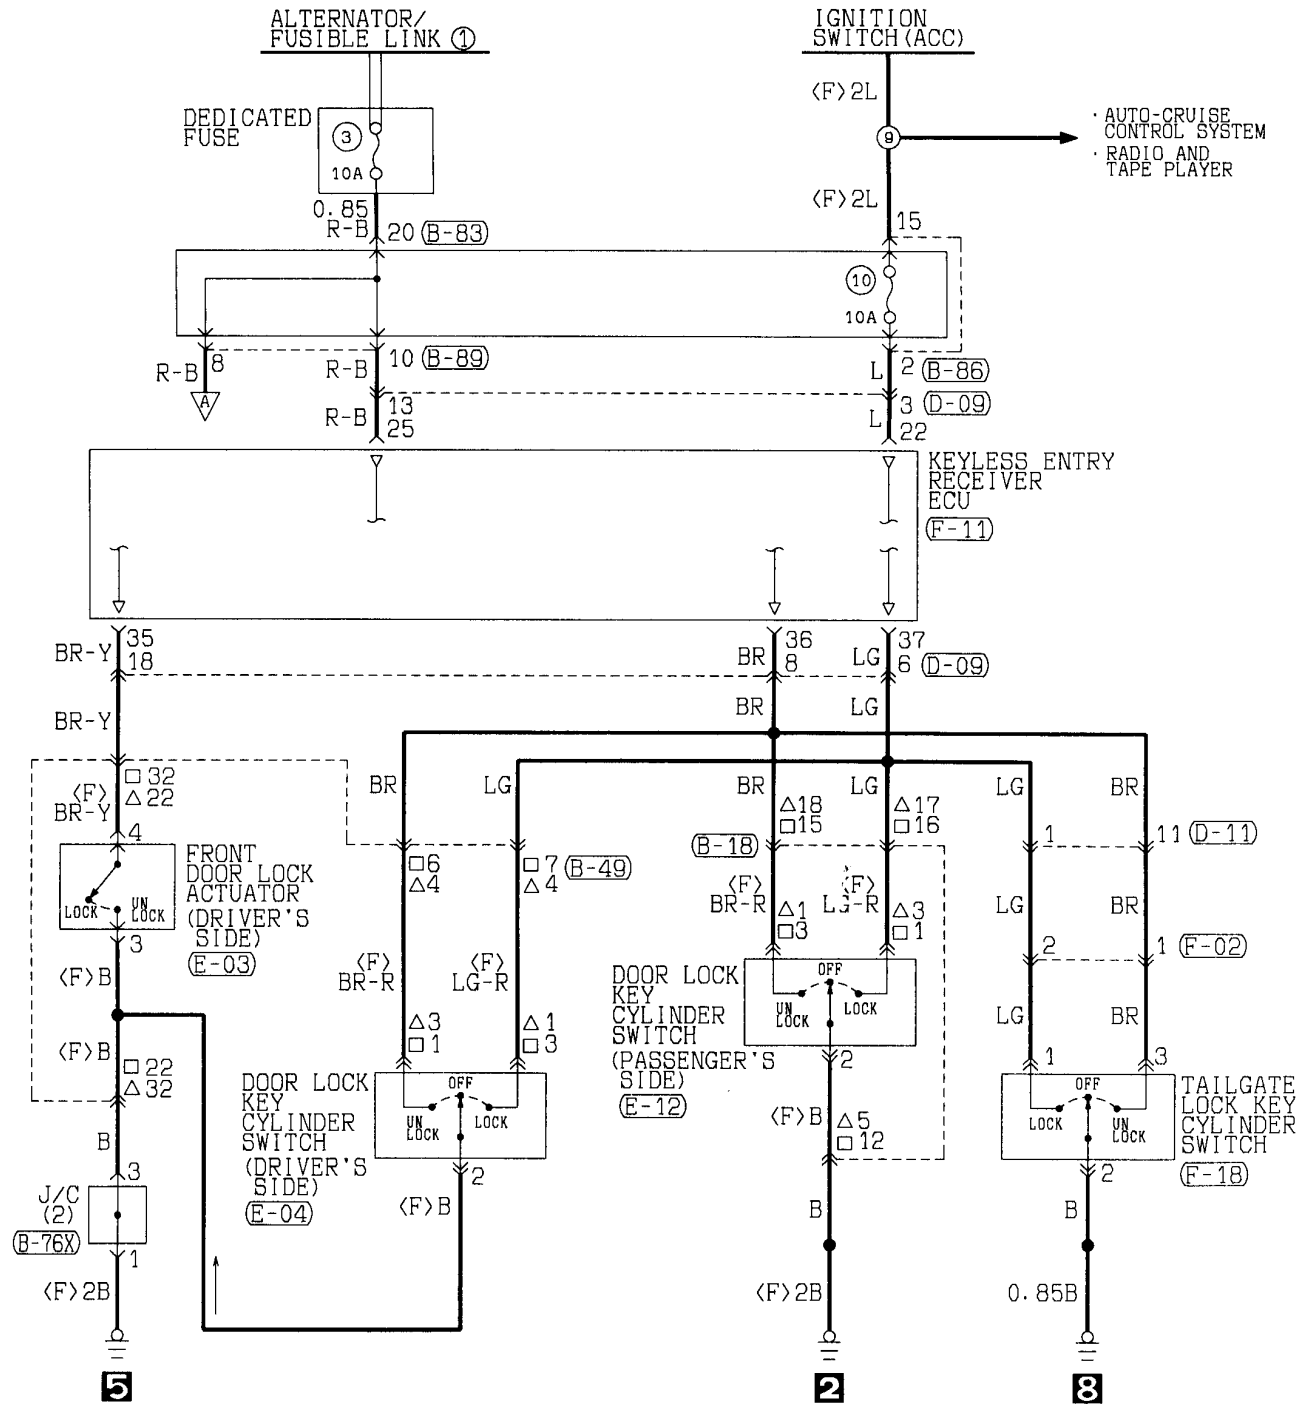 ALTERNATOR/
FUSIBLE LINK ①
IGNITION
SWITCH(ACC)
〈F〉2L
DEDICATED
FUSE
③
10A
⑨
· AUTO-CRUISE
CONTROL SYSTEM
· RADIO AND
TAPE PLAYER
〈F〉2L
0.85
R-B
20 (B-83)
15
⑩
10A
R-B
8
A
R-B
10 (B-89)
L
2 (B-86)
R-B
13
25
L
3 (D-09)
22
KEYLESS ENTRY
RECEIVER
ECU
(F-11)
BR-Y
35
18
BR
36
8
LG
37
6 (D-09)
BR-Y
BR
LG
□32
△22
〈F〉
BR-Y
4
BR
LG
BR
△18
□15
LG
△17
□16
LG
BR
(B-18)
1
11 (D-11)
FRONT
DOOR LOCK
ACTUATOR
(DRIVER'S
SIDE)
(E-03)
LOCK
UN
LOCK
3
□6
△4
□7
△4
(B-49)
〈F〉
BR-R
△1
□3
〈F〉
LG-R
△3
□1
LG
BR
2
1 (F-02)
〈F〉B
〈F〉
BR-R
〈F〉
LG-R
DOOR LOCK
KEY
CYLINDER
SWITCH
(PASSENGER'S
SIDE)
(E-12)
OFF
UN
LOCK
LOCK
2
LG
BR
〈F〉B
□22
△32
△3
□1
△1
□3
1
3
DOOR LOCK
KEY
CYLINDER
SWITCH
(DRIVER'S
SIDE)
(E-04)
OFF
UN
LOCK
LOCK
2
〈F〉B
〈F〉B
△5
□12
OFF
LOCK
UN
LOCK
2
TAILGATE
LOCK KEY
CYLINDER
SWITCH
(F-18)
B
3
J/C
(2)
(B-76X)
1
B
B
〈F〉2B
〈F〉2B
0.85B
5
2
8